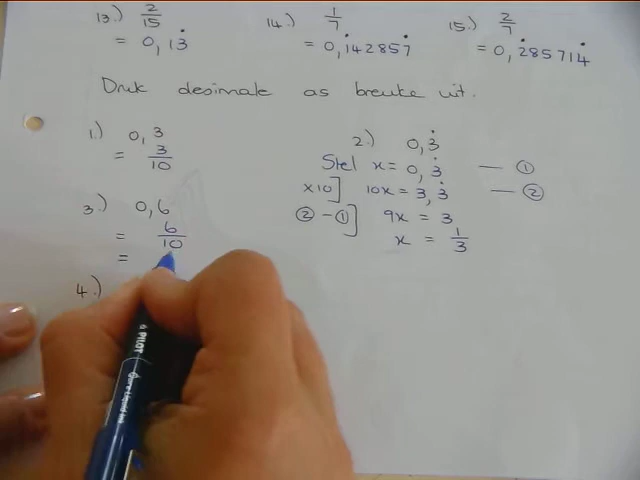 13.) 2/15 14.) 1/7 15.) 2/7
= 0,13̇ = 0,1̇42857̇ = 0,2̇85714̇
Druk desimale as breuke uit.
1.) 0,3
= 3/10
2.) 0,3̇
Stel x = 0,3̇ — ①
×10] 10x = 3,3̇ — ②
② - ①] 9x = 3
x = 1/3
3.) 0,6
= 6/10
=
4.)
PILOT